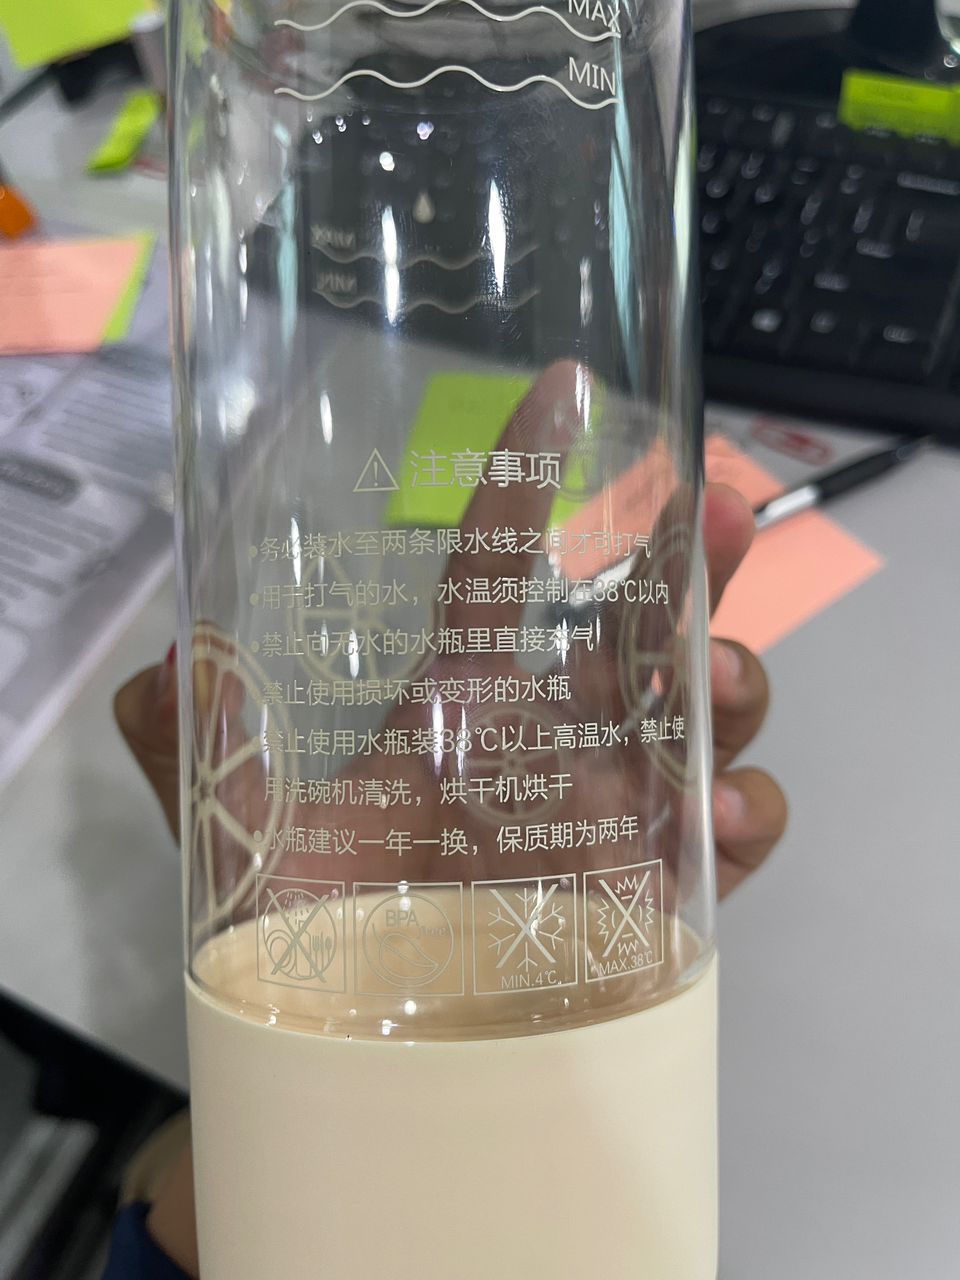 MAX
MIN
注意事项
•务必装水至两条限水线之间才可打气
•用于打气的水，水温须控制在38℃以内
•禁止向无水的水瓶里直接充气
禁止使用损坏或变形的水瓶
禁止使用水瓶装38℃以上高温水，禁止使
用洗碗机清洗，烘干机烘干
•水瓶建议一年一换，保质期为两年
BPA
free
MIN.4℃
MAX.38℃